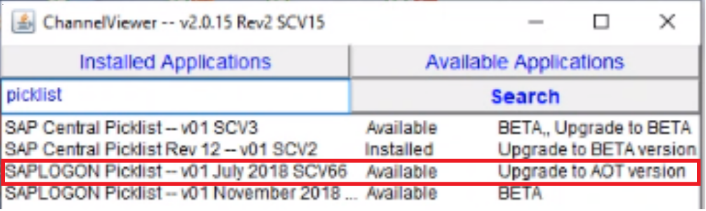 ChannelViewer -- v2.0.15 Rev2 SCV15
Installed Applications Available Applications
picklist Search
SAP Central Picklist -- v01 SCV3 Available BETA,, Upgrade to BETA
SAP Central Picklist Rev 12 -- v01 SCV2 Installed Upgrade to BETA version
SAPLOGON Picklist -- v01 July 2018 SCV66 Available Upgrade to AOT version
SAPLOGON Picklist -- v01 November 2018 ... Available BETA